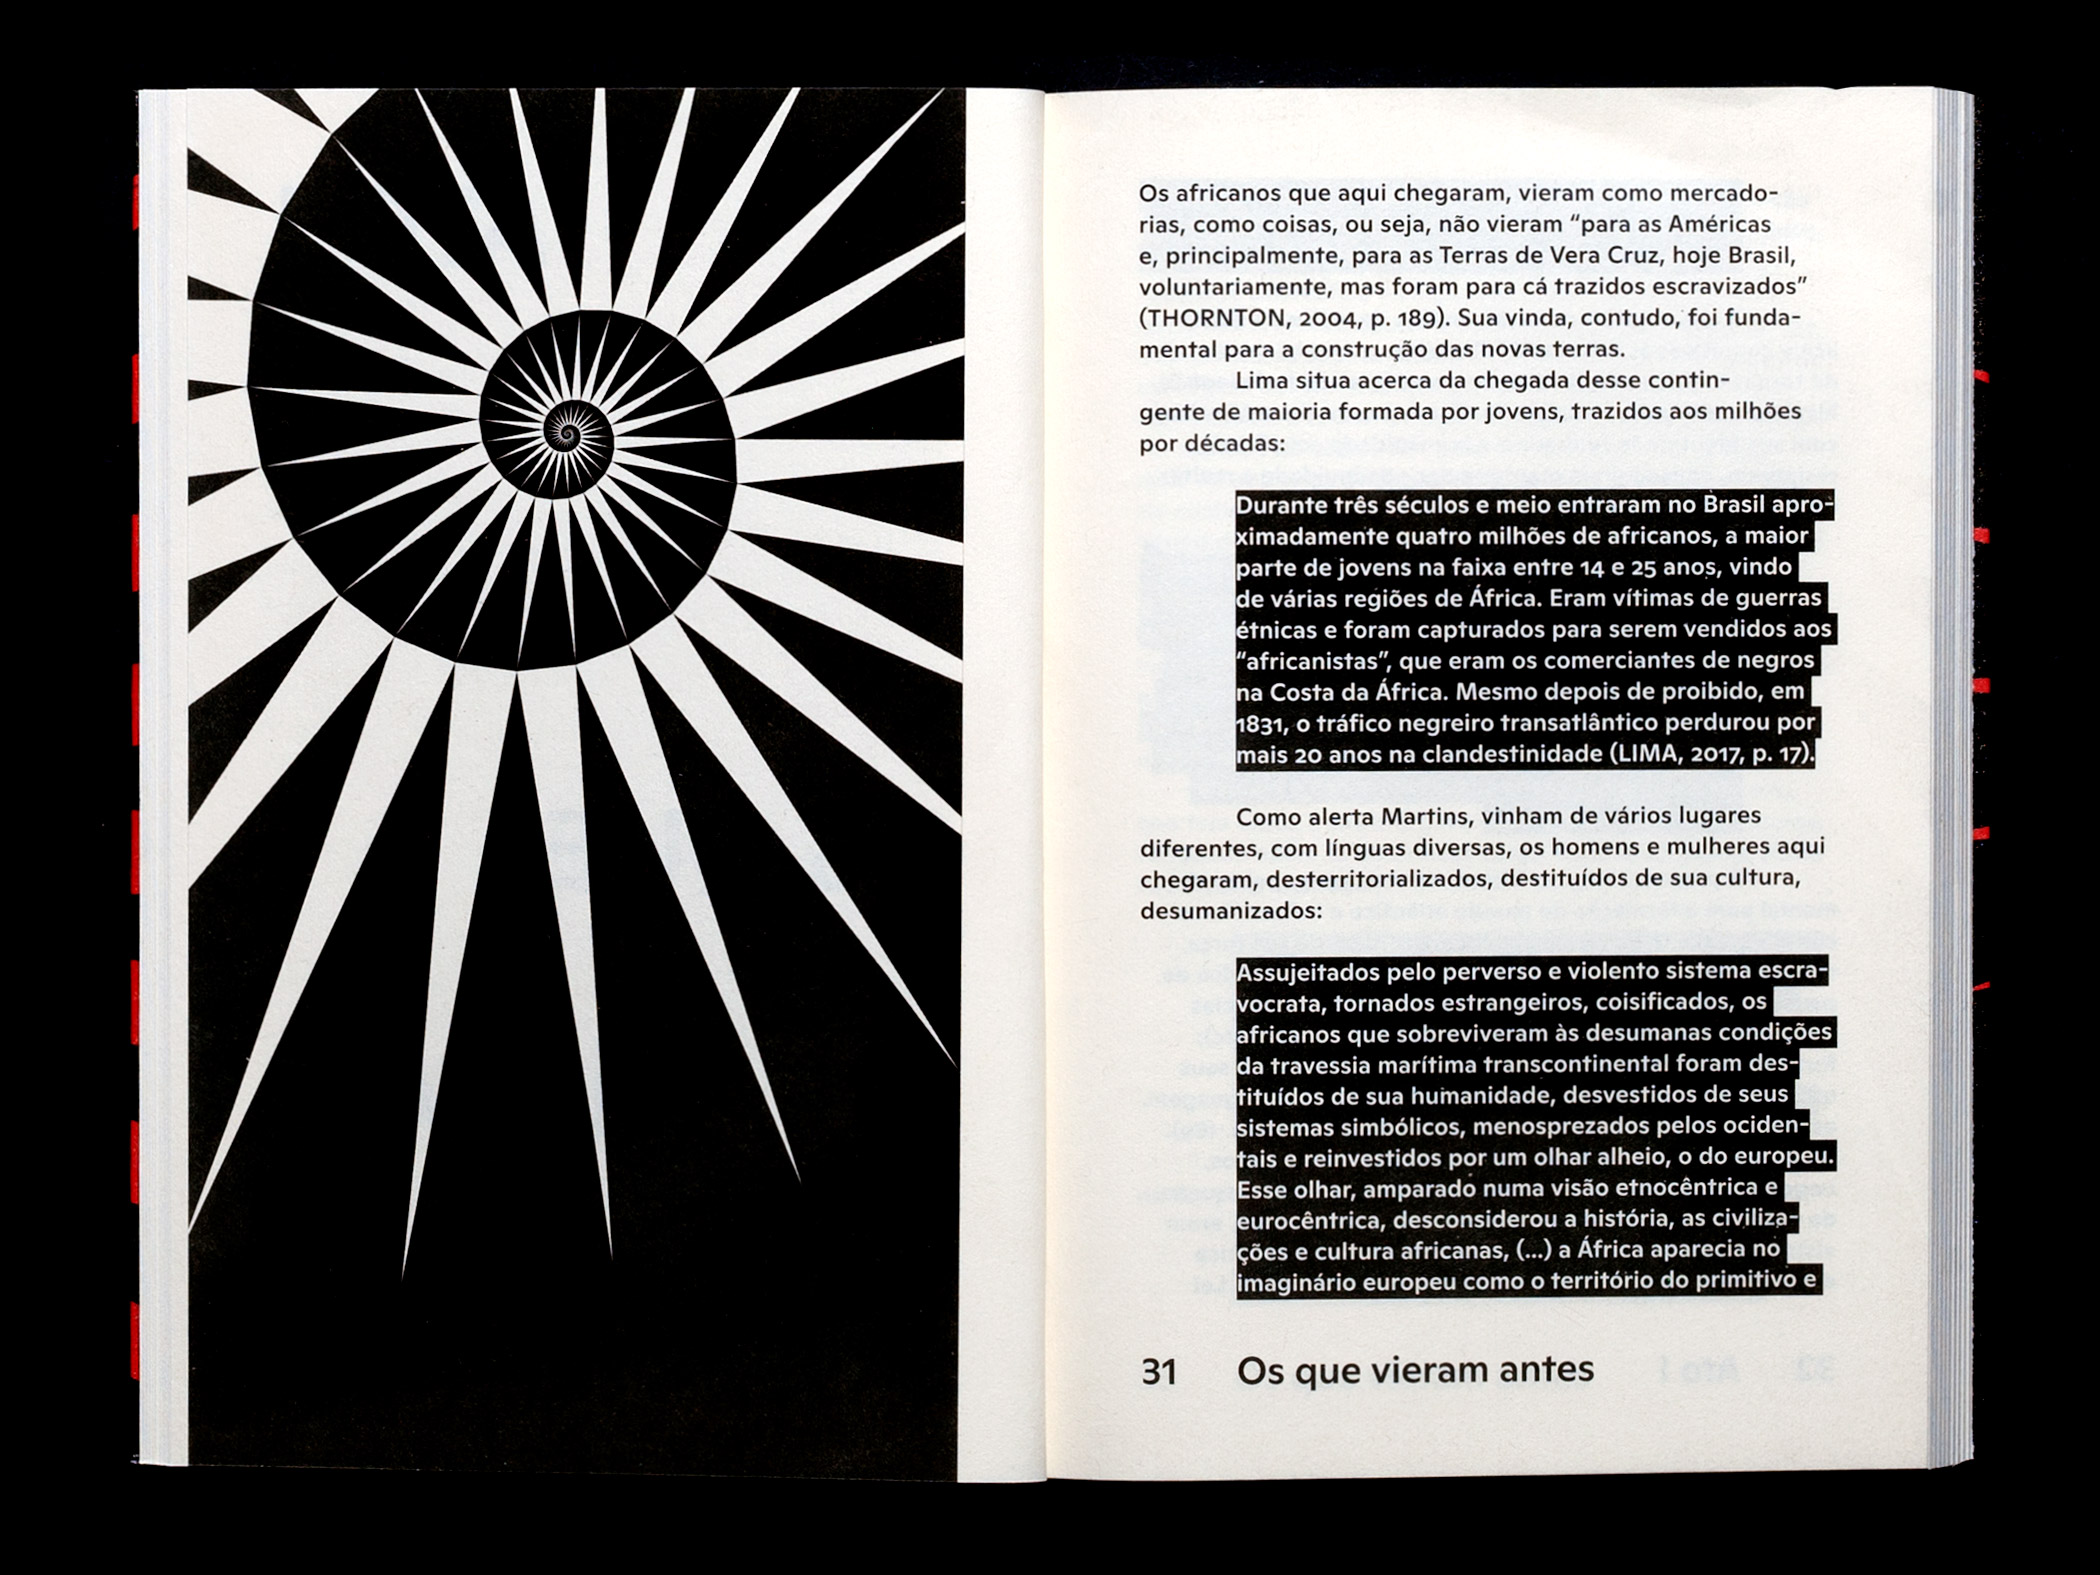 Os africanos que aqui chegaram, vieram como mercado-
rias, como coisas, ou seja, não vieram “para as Américas
e, principalmente, para as Terras de Vera Cruz, hoje Brasil,
voluntariamente, mas foram para cá trazidos escravizados”
(THORNTON, 2004, p. 189). Sua vinda, contudo, foi funda-
mental para a construção das novas terras.
Lima situa acerca da chegada desse contin-
gente de maioria formada por jovens, trazidos aos milhões
por décadas:
Durante três séculos e meio entraram no Brasil apro-
ximadamente quatro milhões de africanos, a maior
parte de jovens na faixa entre 14 e 25 anos, vindo
de várias regiões de África. Eram vítimas de guerras
étnicas e foram capturados para serem vendidos aos
“africanistas”, que eram os comerciantes de negros
na Costa da África. Mesmo depois de proibido, em
1831, o tráfico negreiro transatlântico perdurou por
mais 20 anos na clandestinidade (LIMA, 2017, p. 17).
Como alerta Martins, vinham de vários lugares
diferentes, com línguas diversas, os homens e mulheres aqui
chegaram, desterritorializados, destituídos de sua cultura,
desumanizados:
Assujeitados pelo perverso e violento sistema escra-
vocrata, tornados estrangeiros, coisificados, os
africanos que sobreviveram às desumanas condições
da travessia marítima transcontinental foram des-
tituídos de sua humanidade, desvestidos de seus
sistemas simbólicos, menosprezados pelos ociden-
tais e reinvestidos por um olhar alheio, o do europeu.
Esse olhar, amparado numa visão etnocêntrica e
eurocêntrica, desconsiderou a história, as civiliza-
ções e cultura africanas, (...) a África aparecia no
imaginário europeu como o território do primitivo e
31 Os que vieram antes